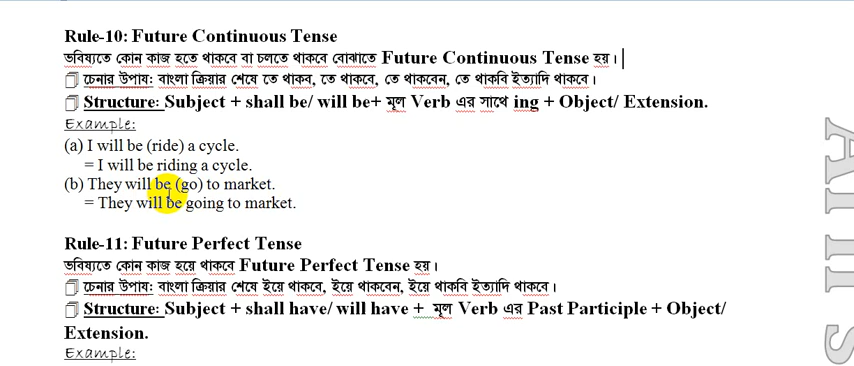 Rule-10: Future Continuous Tense
ভবিষ্যতে কোন কাজ হতে থাকবে বা চলতে থাকবে বোঝাতে Future Continuous Tense হয়।
চেনার উপায়ঃ বাংলা ক্রিয়ার শেষে তে থাকব, তে থাকবে, তে থাকবেন, তে থাকবি ইত্যাদি থাকবে।
Structure: Subject + shall be/ will be+ মূল Verb এর সাথে ing + Object/ Extension.
Example:
(a) I will be (ride) a cycle.
= I will be riding a cycle.
(b) They will be (go) to market.
= They will be going to market.
Rule-11: Future Perfect Tense
ভবিষ্যতে কোন কাজ হয়ে থাকবে Future Perfect Tense হয়।
চেনার উপায়ঃ বাংলা ক্রিয়ার শেষে ইয়ে থাকবে, ইয়ে থাকবেন, ইয়ে থাকবি ইত্যাদি থাকবে।
Structure: Subject + shall have/ will have + মূল Verb এর Past Participle + Object/
Extension.
Example: